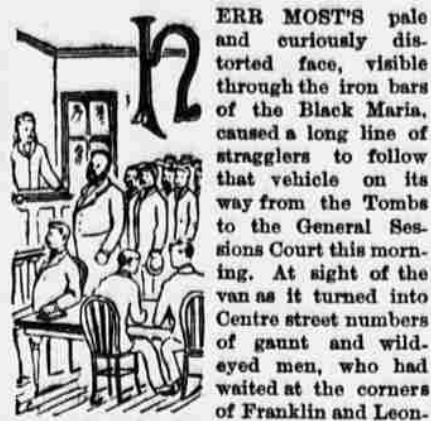 HERR MOST'S pale
and curiously dis-
torted face, visible
through the iron bars
of the Black Maria,
caused a long line of
stragglers to follow
that vehicle on its
way from the Tombs
to the General Ses-
sions Court this morn-
ing. At sight of the
van as it turned into
Centre street numbers
of gaunt and wild-
eyed men, who had
waited at the corners
of Franklin and Leon-